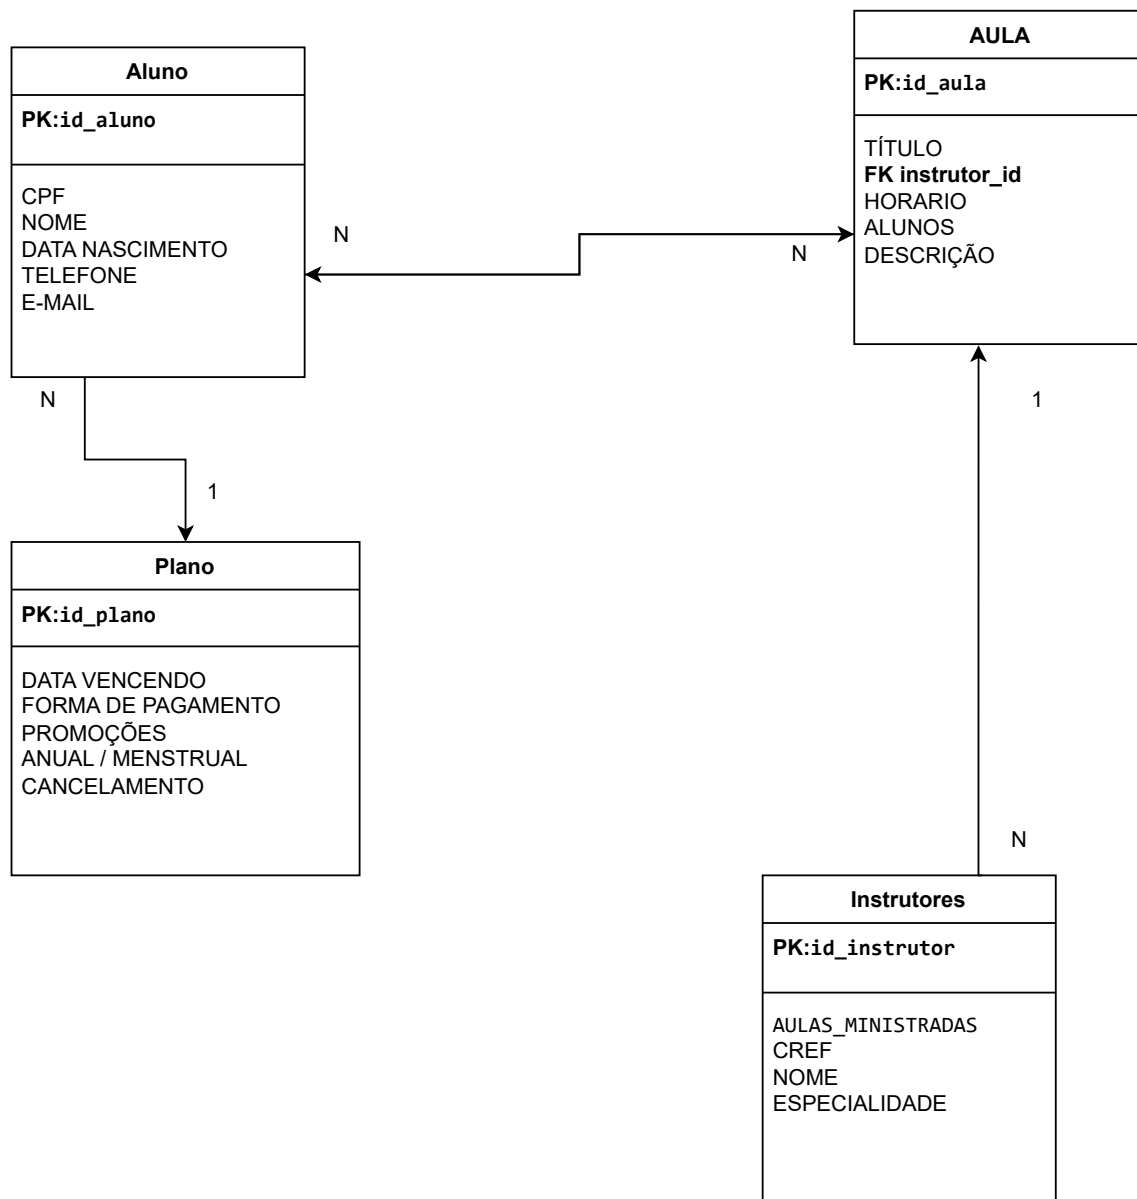 Aluno
PK:id_aluno
CPF
NOME
DATA NASCIMENTO
TELEFONE
E-MAIL
AULA
PK:id_aula
TÍTULO
FK instrutor_id
HORARIO
ALUNOS
DESCRIÇÃO
N
N
N
1
1
N
Plano
PK:id_plano
DATA VENCENDO
FORMA DE PAGAMENTO
PROMOÇÕES
ANUAL / MENSTRUAL
CANCELAMENTO
Instrutores
PK:id_instrutor
AULAS_MINISTRADAS
CREF
NOME
ESPECIALIDADE